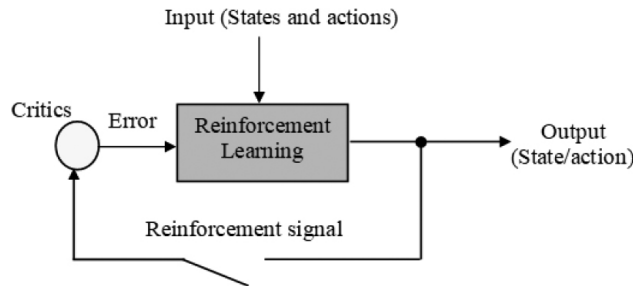 Input (States and actions)
Critics
Error
Reinforcement
Learning
Output
(State/action)
Reinforcement signal